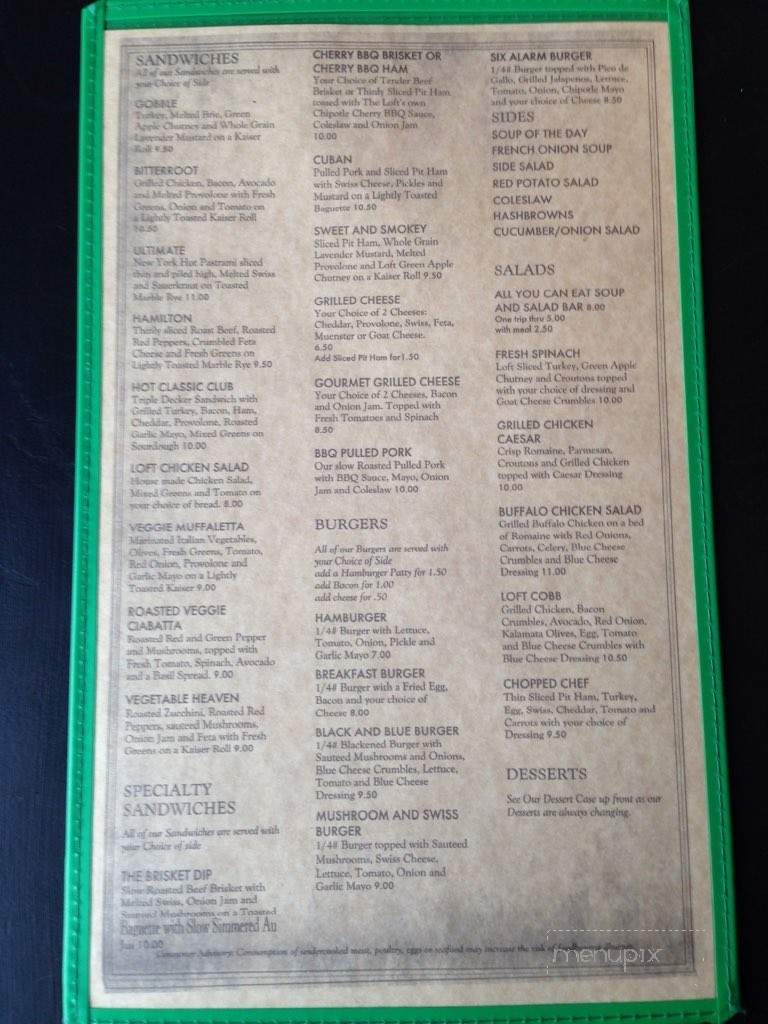 SANDWICHES
All of our Sandwiches are served with
your Choice of Side
GOBBLE
Turkey, Melted Brie, Green
Apple Chutney and Whole Grain
Lavender Mustard on a Kaiser
Roll 9.50
BITTERROOT
Grilled Chicken, Bacon, Avocado
and Melted Provolone with Fresh
Greens, Onion and Tomato on
a Lightly Toasted Kaiser Roll
10.50
ULTIMATE
New York Hot Pastrami sliced
thin and piled high, Melted Swiss
and Sauerkraut on Toasted
Marble Rye 11.00
HAMILTON
Thinly sliced Roast Beef, Roasted
Red Peppers, Crumbled Feta
Cheese and Fresh Greens on
Lightly Toasted Marble Rye 9.50
HOT CLASSIC CLUB
Triple Decker Sandwich with
Grilled Turkey, Bacon, Ham,
Cheddar, Provolone, Roasted
Garlic Mayo, Mixed Greens on
Sourdough 10.00
LOFT CHICKEN SALAD
House made Chicken Salad,
Mixed Greens and Tomato on
your choice of bread. 8.00
VEGGIE MUFFALETTA
Marinated Italian Vegetables,
Olives, Fresh Greens, Tomato,
Red Onion, Provolone and
Garlic Mayo on a Lightly
Toasted Kaiser 9.00
ROASTED VEGGIE
CIABATTA
Roasted Red and Green Pepper
and Mushrooms, topped with
Fresh Tomato, Spinach, Avocado
and a Basil Spread. 9.00
VEGETABLE HEAVEN
Roasted Zucchini, Roasted Red
Peppers, sauteed Mushrooms,
Onion Jam and Feta with Fresh
Greens on a Kaiser Roll 9.00
SPECIALTY
SANDWICHES
All of our Sandwiches are served with
your Choice of side
THE BRISKET DIP
Slow Roasted Beef Brisket with
Melted Swiss, Onion Jam and
Sauteed Mushrooms on a Toasted
Baguette with Slow Simmered Au
Jus 10.00
CHERRY BBQ BRISKET OR
CHERRY BBQ HAM
Your Choice of Tender Beef
Brisket or Thinly Sliced Pit Ham
tossed with The Loft's own
Chipotle Cherry BBQ Sauce,
Coleslaw and Onion Jam
10.00
CUBAN
Pulled Pork and Sliced Pit Ham
with Swiss Cheese, Pickles and
Mustard on a Lightly Toasted
Baguette 10.50
SWEET AND SMOKEY
Sliced Pit Ham, Whole Grain
Lavender Mustard, Melted
Provolone and Loft Green Apple
Chutney on a Kaiser Roll 9.50
GRILLED CHEESE
Your Choice of 2 Cheeses:
Cheddar, Provolone, Swiss, Feta,
Muenster or Goat Cheese.
6.50
Add Sliced Pit Ham for1.50
GOURMET GRILLED CHEESE
Your Choice of 2 Cheeses, Bacon
and Onion Jam. Topped with
Fresh Tomatoes and Spinach
8.50
BBQ PULLED PORK
Our slow Roasted Pulled Pork
with BBQ Sauce, Mayo, Onion
Jam and Coleslaw 10.00
BURGERS
All of our Burgers are served with
your Choice of Side
add a Hamburger Patty for 1.50
add Bacon for 1.00
add cheese for .50
HAMBURGER
1/4# Burger with Lettuce,
Tomato, Onion, Pickle and
Garlic Mayo 7.00
BREAKFAST BURGER
1/4# Burger with a Fried Egg,
Bacon and your choice of
Cheese 8.00
BLACK AND BLUE BURGER
1/4# Blackened Burger with
Sauteed Mushrooms and Onions,
Blue Cheese Crumbles, Lettuce,
Tomato and Blue Cheese
Dressing 9.50
MUSHROOM AND SWISS
BURGER
1/4# Burger topped with Sauteed
Mushrooms, Swiss Cheese,
Lettuce, Tomato, Onion and
Garlic Mayo 9.00
SIX ALARM BURGER
1/4# Burger topped with Pico de
Gallo, Grilled Jalapenos, Lettuce,
Tomato, Onion, Chipotle Mayo
and your choice of Cheese 8.50
SIDES
SOUP OF THE DAY
FRENCH ONION SOUP
SIDE SALAD
RED POTATO SALAD
COLESLAW
HASHBROWNS
CUCUMBER/ONION SALAD
SALADS
ALL YOU CAN EAT SOUP
AND SALAD BAR 8.00
One trip thru 5.00
with meal 2.50
FRESH SPINACH
Loft Sliced Turkey, Green Apple
Chutney and Croutons topped
with your choice of dressing and
Goat Cheese Crumbles 10.00
GRILLED CHICKEN
CAESAR
Crisp Romaine, Parmesan,
Croutons and Grilled Chicken
topped with Caesar Dressing
10.00
BUFFALO CHICKEN SALAD
Grilled Buffalo Chicken on a bed
of Romaine with Red Onions,
Carrots, Celery, Blue Cheese
Crumbles and Blue Cheese
Dressing 11.00
LOFT COBB
Grilled Chicken, Bacon
Crumbles, Avocado, Red Onion,
Kalamata Olives, Egg, Tomato
and Blue Cheese Crumbles with
Blue Cheese Dressing 10.50
CHOPPED CHEF
Thin Sliced Pit Ham, Turkey,
Egg, Swiss, Cheddar, Tomato and
Carrots with your choice of
Dressing 9.50
DESSERTS
See Our Dessert Case up front as our
Desserts are always changing.
Consumer Advisory: Consumption of undercooked meat, poultry, eggs or seafood may increase the risk of foodborne illnesses
menupix